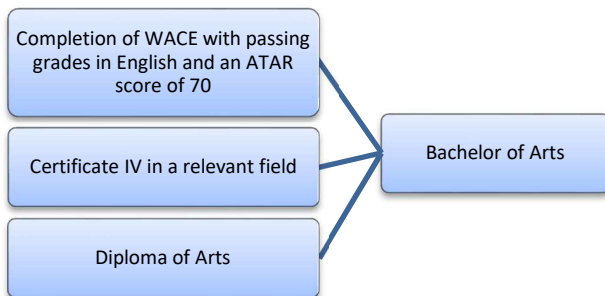 Completion of WACE with passing
grades in English and an ATAR
score of 70
Certificate IV in a relevant field
Diploma of Arts
Bachelor of Arts